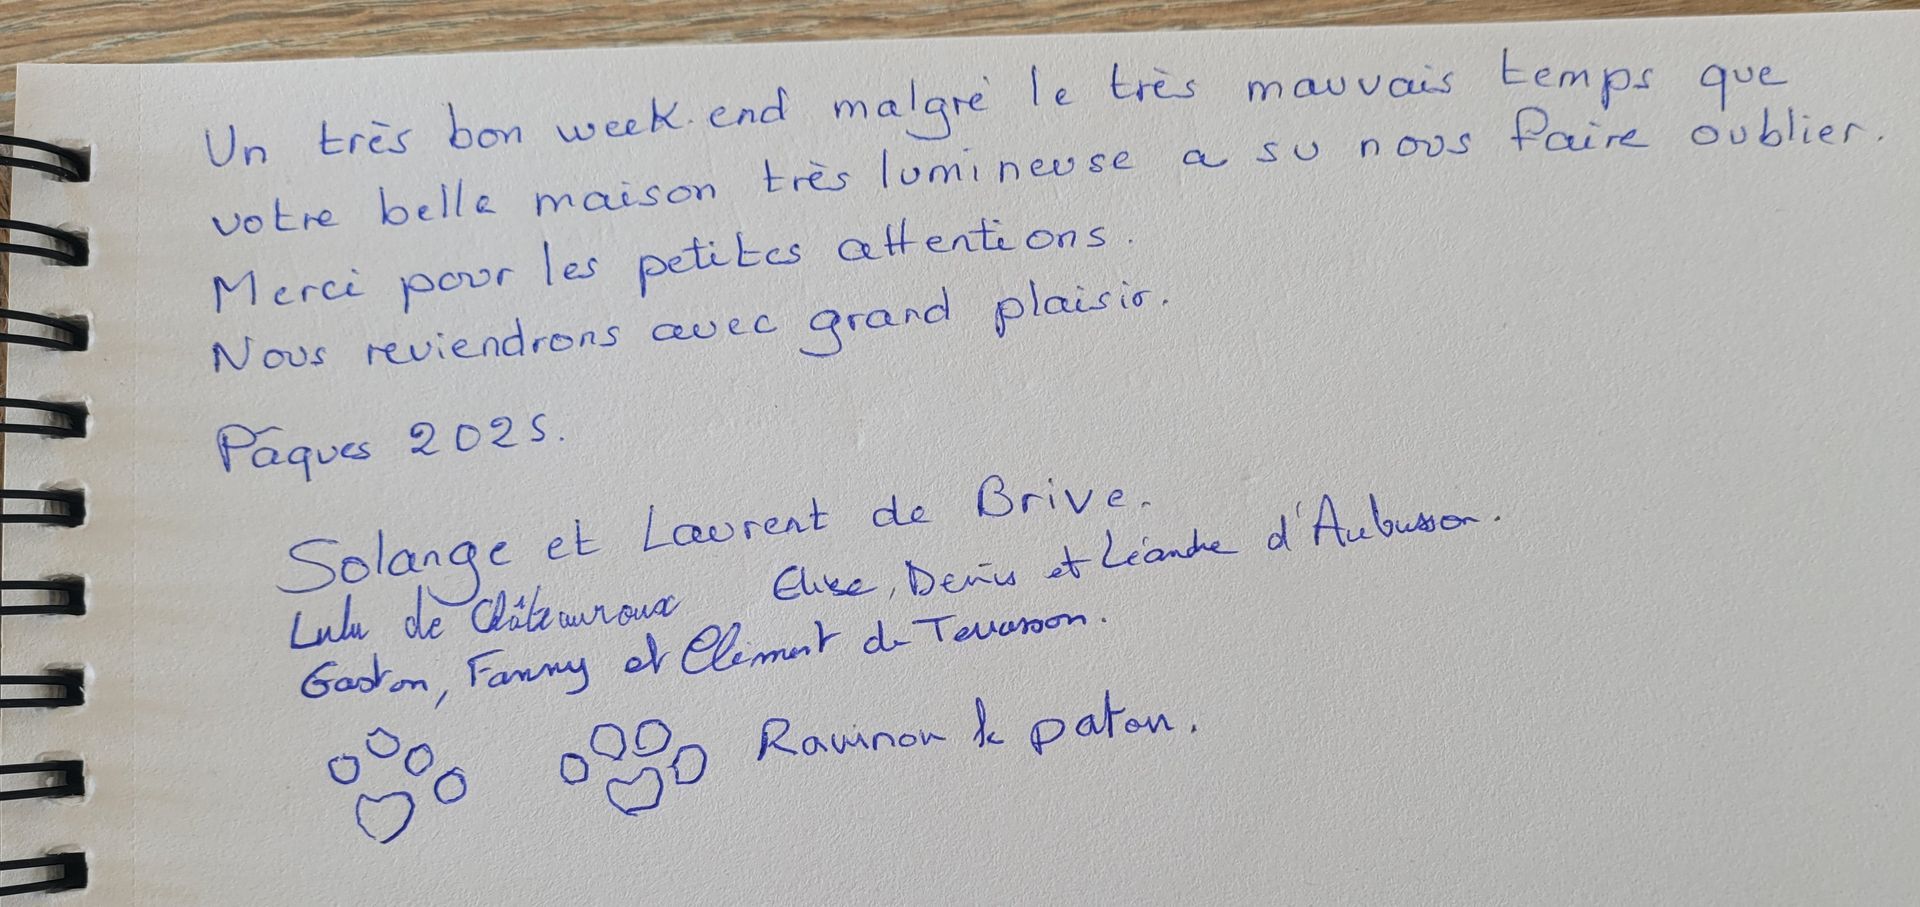 Un très bon week-end malgré le très mauvais temps que
votre belle maison très lumineuse a su nous faire oublier.
Merci pour les petites attentions.
Nous reviendrons avec grand plaisir.
Pâques 2025.
Solange et Laurent de Brive.
Elise, Denis et Léandre d'Aubusson.
Lulu de Châteauroux
Gaston, Fanny et Clément de
le paton.